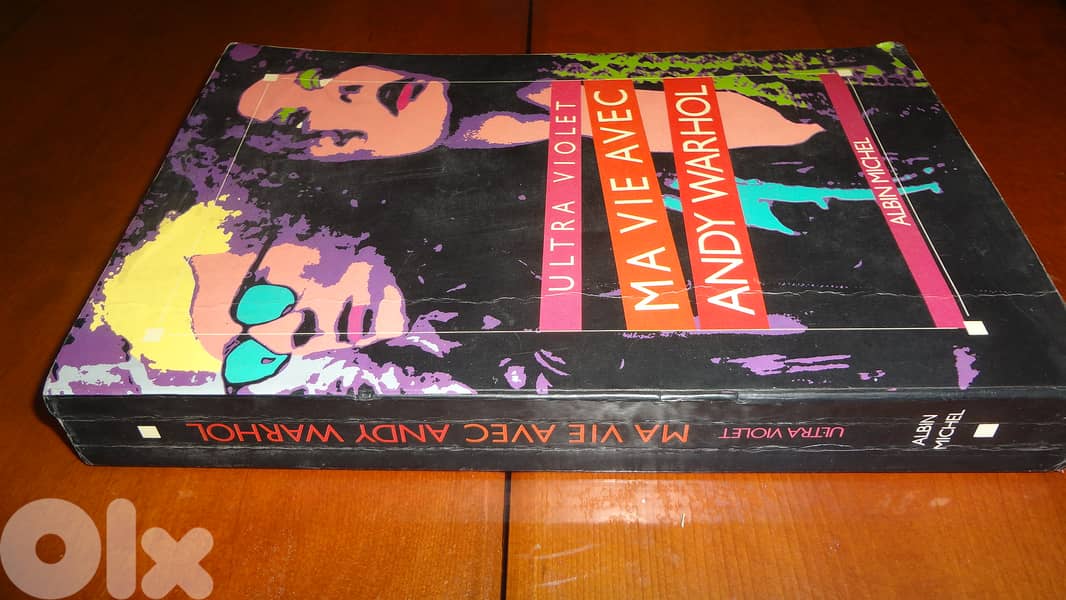 ULTRA VIOLET
MA VIE AVEC
ANDY WARHOL
ALBIN MICHEL
MA VIE AVEC ANDY WARHOL
ULTRA VIOLET
ALBIN
MICHEL
Olx